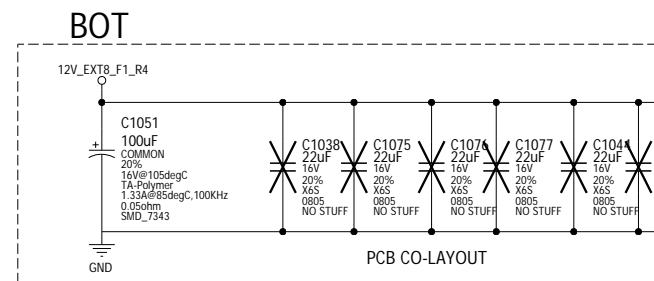 BOT
12V_EXT8_F1_R4
C1051
100uF
COMMON
20%
16V@105degC
TA-Polymer
1.33A@85degC,100KHz
0.05ohm
SMD_7343
+
GND
C1038
22uF
16V
20%
X6S
0805
NO STUFF
C1075
22uF
16V
20%
X6S
0805
NO STUFF
C1076
22uF
16V
20%
X6S
0805
NO STUFF
C1077
22uF
16V
20%
X6S
0805
NO STUFF
C1044
22uF
16V
20%
X6S
0805
NO STUFF
PCB CO-LAYOUT